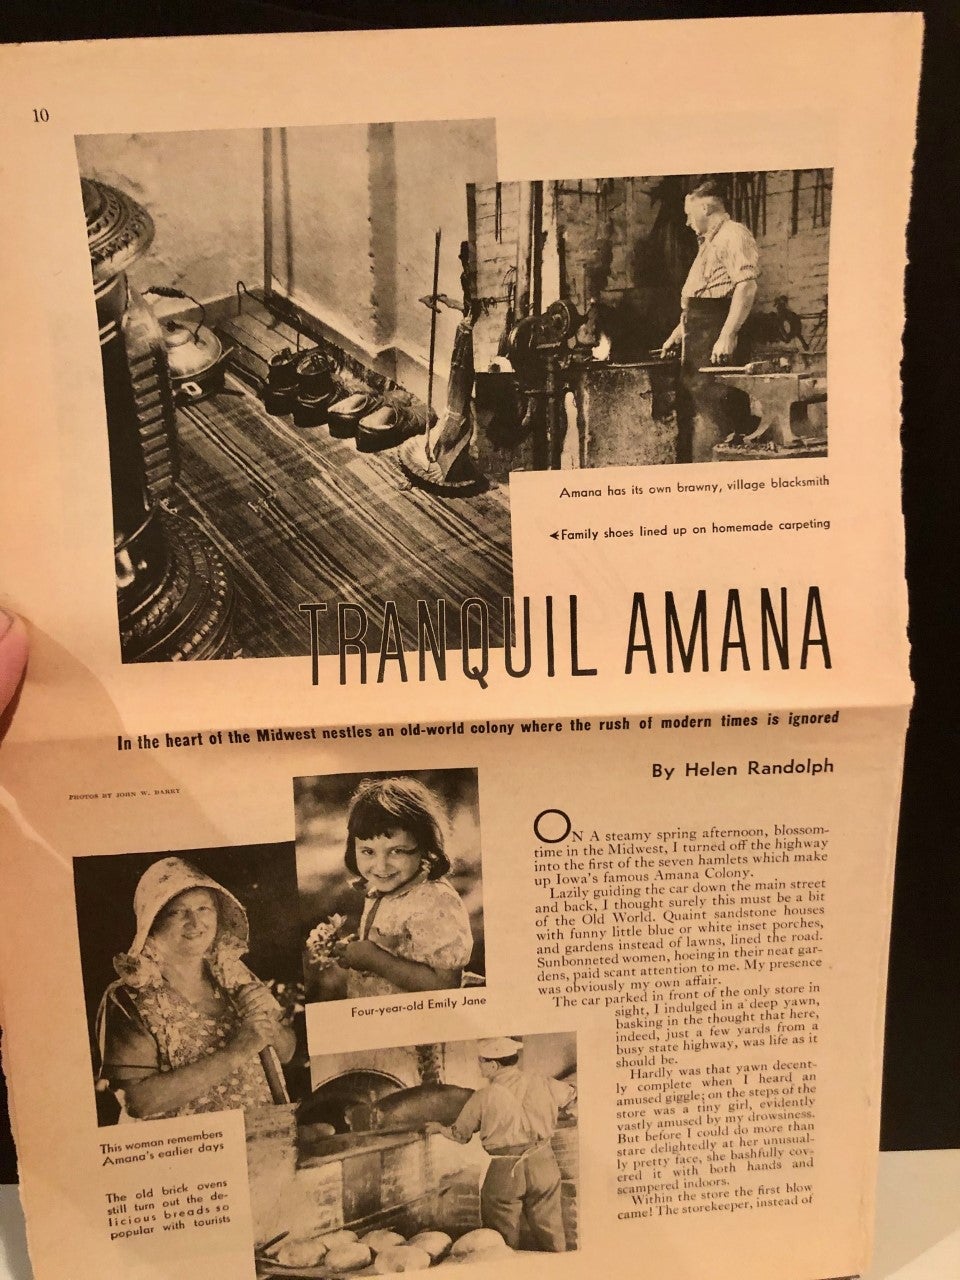 10
Amana has its own brawny, village blacksmith
Family shoes lined up on homemade carpeting
TRANQUIL AMANA
In the heart of the Midwest nestles an old-world colony where the rush of modern times is ignored
By Helen Randolph
PHOTOS BY JOHN W. BARRY
Four-year-old Emily Jane
This woman remembers
Amana's earlier days
The old brick ovens
still turn out the de-
licious breads so
popular with tourists
ON A steamy spring afternoon, blossom-
time in the Midwest, I turned off the highway
into the first of the seven hamlets which make
up Iowa's famous Amana Colony.
Lazily guiding the car down the main street
and back, I thought surely this must be a bit
of the Old World. Quaint sandstone houses
with funny little blue or white inset porches,
and gardens instead of lawns, lined the road.
Sunbonneted women, hoeing in their neat gar-
dens, paid scant attention to me. My presence
was obviously my own affair.
The car parked in front of the only store in
sight, I indulged in a deep yawn,
basking in the thought that here,
indeed, just a few yards from a
busy state highway, was life as it
should be.
Hardly was that yawn decent-
ly complete when I heard an
amused giggle; on the steps of the
store was a tiny girl, evidently
vastly amused by my drowsiness.
But before I could do more than
stare delightedly at her unusual-
ly pretty face, she bashfully cov-
ered it with both hands and
scampered indoors.
Within the store the first blow
came! The storekeeper, instead of